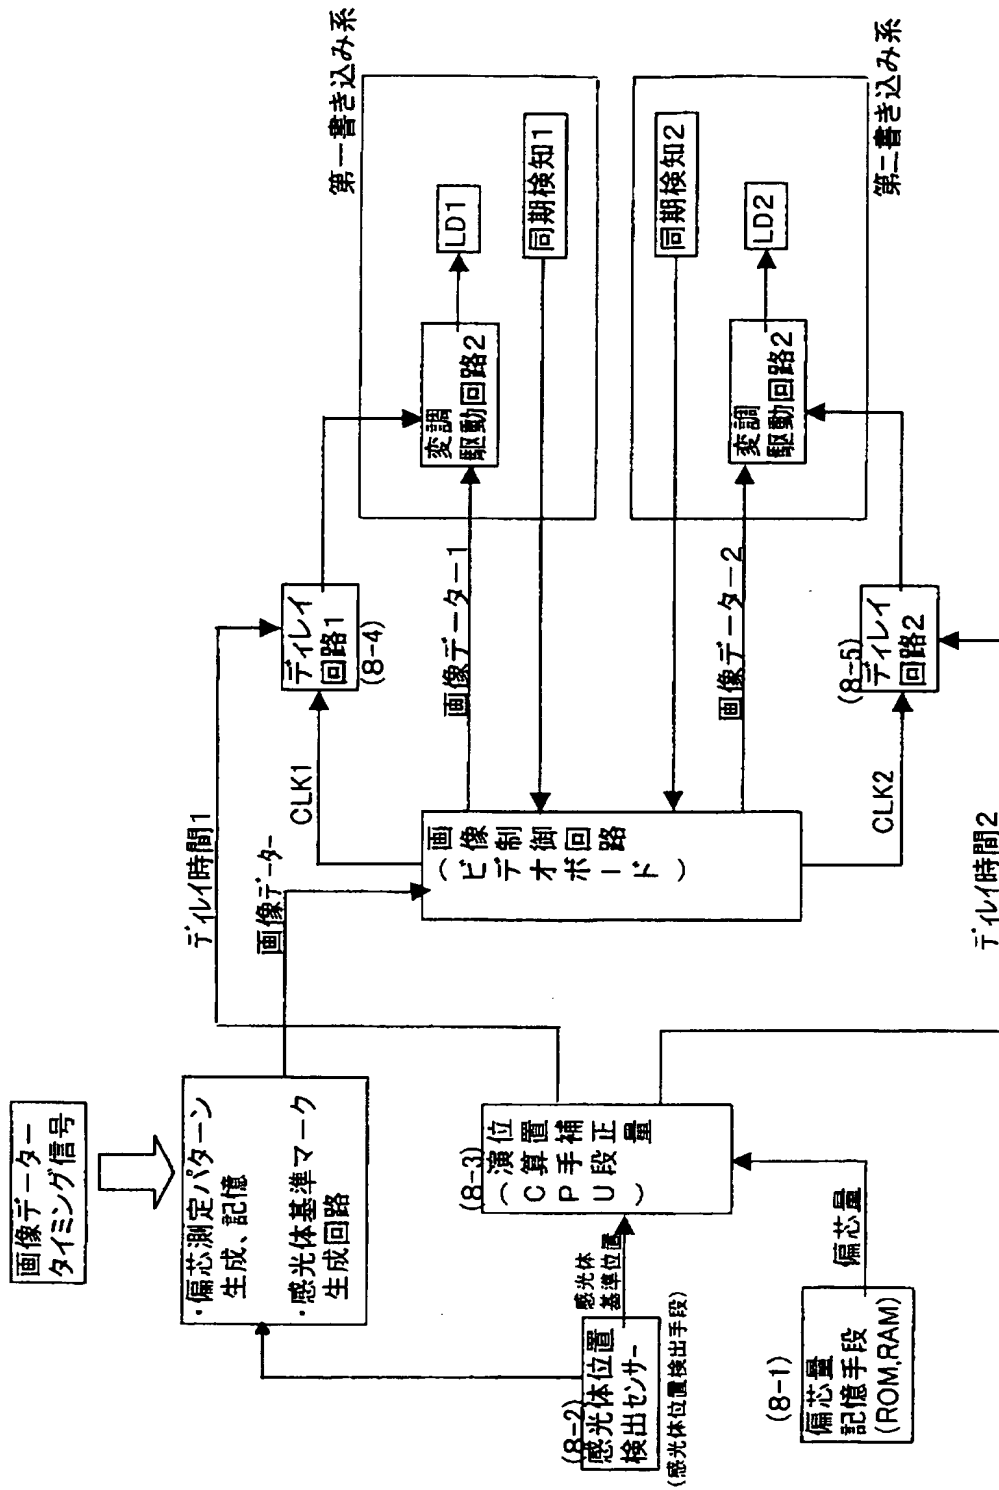 画像データー
タイミング信号
・偏芯測定パターン
生成、記憶
・感光体基準マーク
生成回路
(8-2)
感光体位置
検出センサー
(感光体位置検出手段)
感光体
基準位置
(8-1)
偏芯量
記憶手段
(ROM,RAM)
偏芯量
(8-3)
位置補正量
演算手段
(CPU)
ディレイ時間1
画像データー
ディレイ時間2
画像制御回路
(ビデオボード)
CLK1
ディレイ
回路1
(8-4)
画像データー1
画像データー2
CLK2
(8-5)
ディレイ
回路2
第一書き込み系
変調
駆動回路2
LD1
同期検知1
第二書き込み系
同期検知2
変調
駆動回路2
LD2